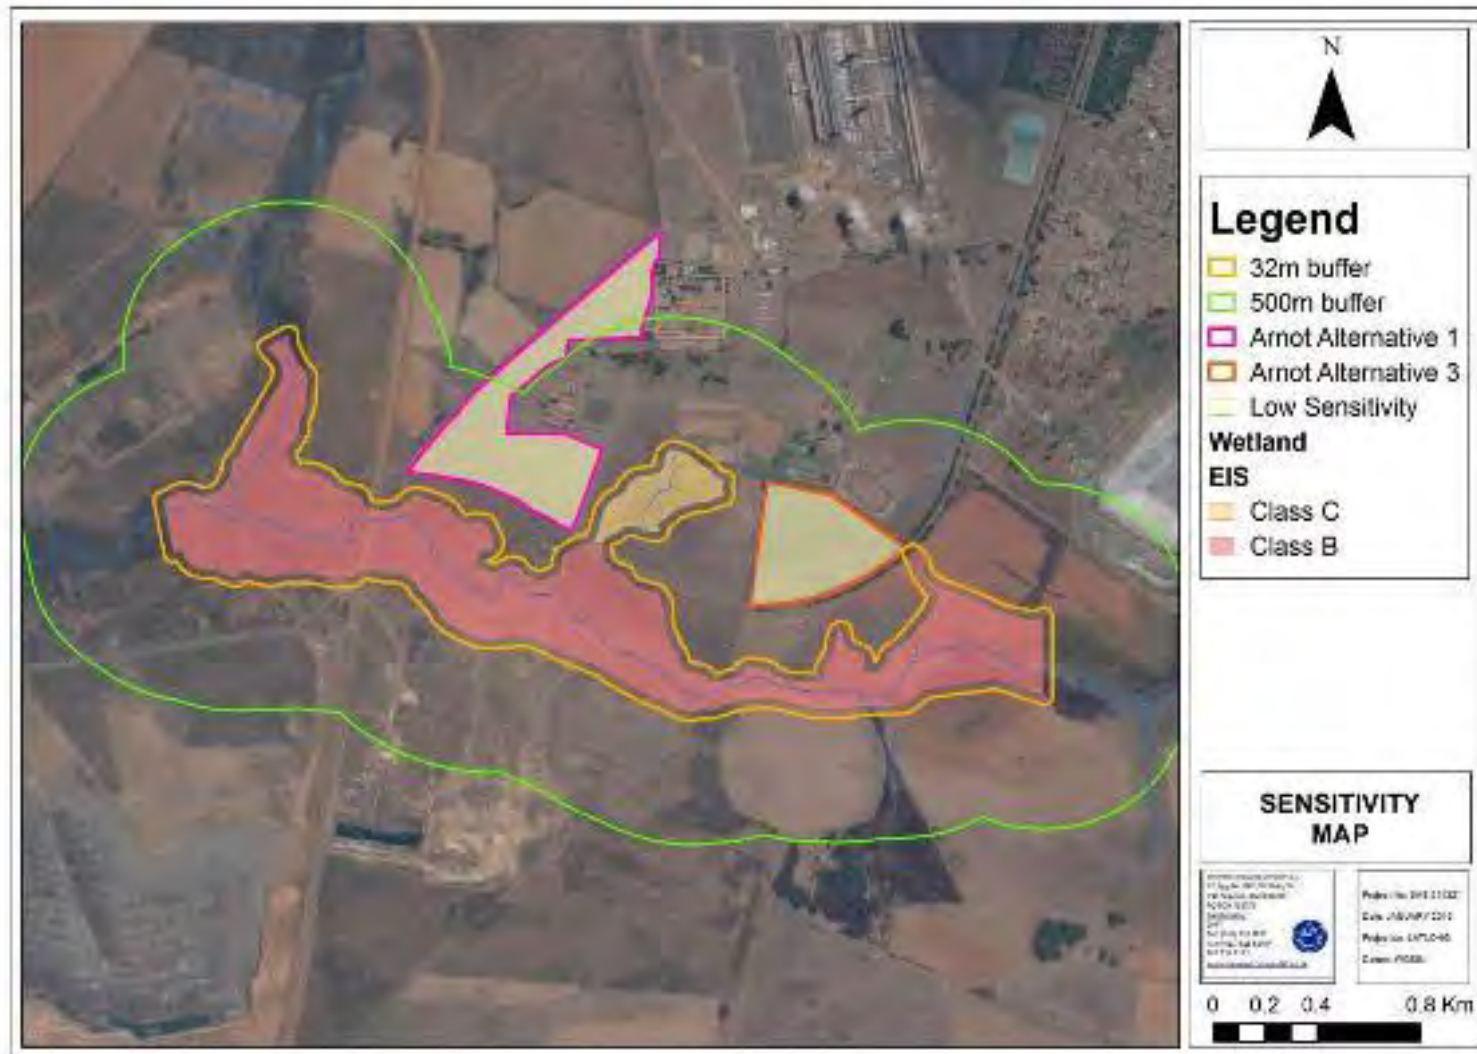 N
Legend
32m buffer
500m buffer
Arnot Alternative 1
Arnot Alternative 3
Low Sensitivity
Wetland
EIS
Class C
Class B
SENSITIVITY
MAP
0 0.2 0.4 0.8 Km